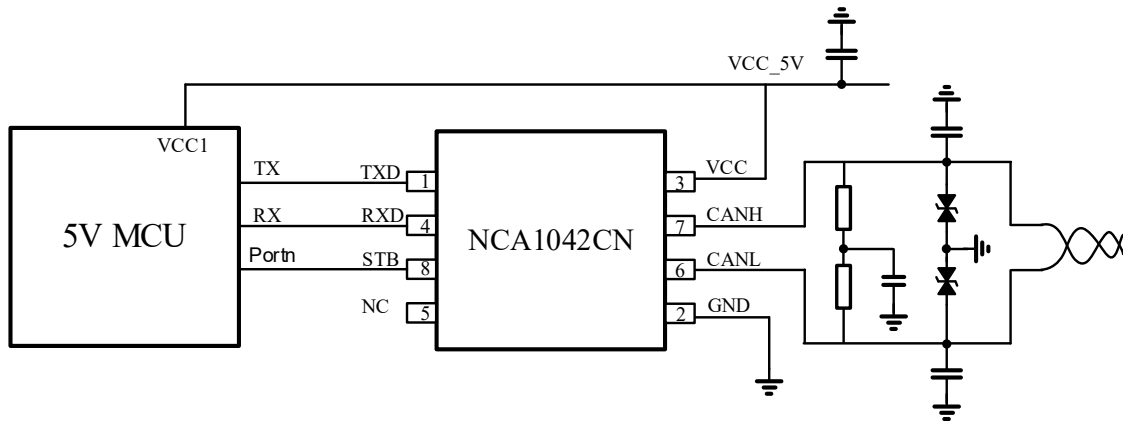 VCC_5V
VCC1
TX TXD 1 3 VCC
RX RXD 4 7 CANH
5V MCU NCA1042CN
Portn STB 8 6 CANL
NC 5 2 GND